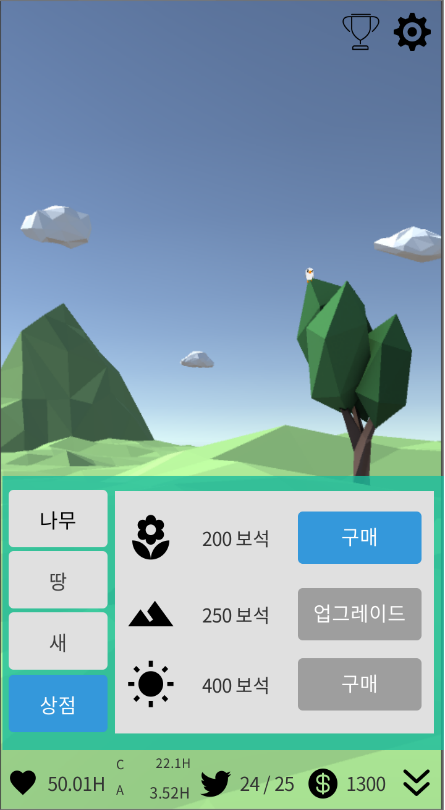 나무
땅
새
상점
200 보석
구매
250 보석
업그레이드
400 보석
구매
50.01H
C 22.1H
A 3.52H
24 / 25
$
1300